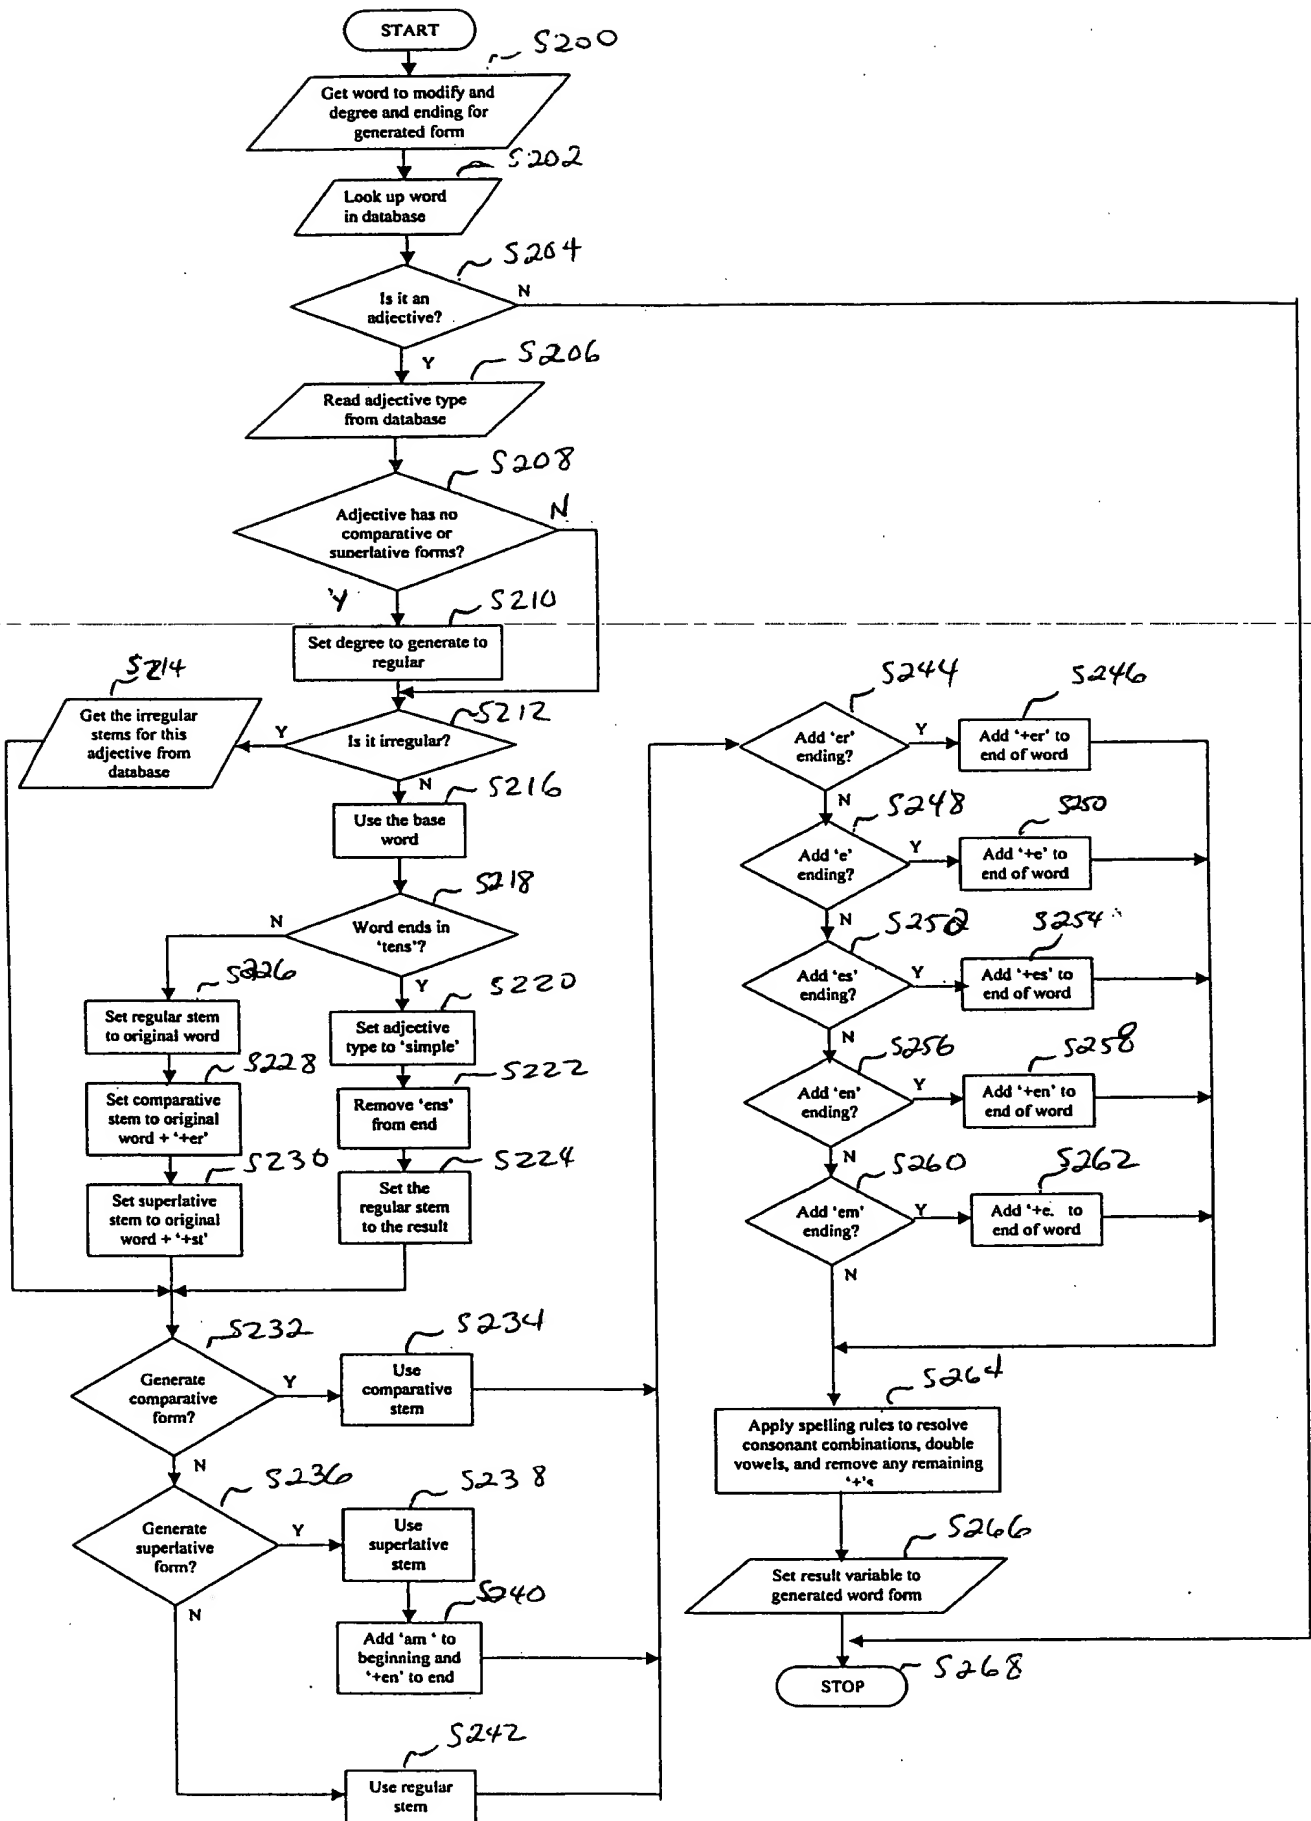 START
S200
Get word to modify and
degree and ending for
generated form
S202
Look up word
in database
S204
Is it an
adjective?
N
Y
S206
Read adjective type
from database
S208
Adjective has no
comparative or
superlative forms?
N
Y
S210
Set degree to generate to
regular
S214
Get the irregular
stems for this
adjective from
database
Y
S212
Is it irregular?
N
S216
Use the base
word
S218
Word ends in
'tens'?
N
Y
S226
Set regular stem
to original word
S220
Set adjective
type to 'simple'
S228
Set comparative
stem to original
word + '+er'
S222
Remove 'ens'
from end
S230
Set superlative
stem to original
word + '+st'
S224
Set the
regular stem
to the result
S232
Generate
comparative
form?
Y
N
S234
Use
comparative
stem
S236
Generate
superlative
form?
Y
N
S238
Use
superlative
stem
S240
Add 'am ' to
beginning and
'+en' to end
S242
Use regular
stem
S244
Add 'er'
ending?
Y
N
S246
Add '+er' to
end of word
S248
Add 'e'
ending?
Y
N
S250
Add '+e' to
end of word
S252
Add 'es'
ending?
Y
N
S254
Add '+es' to
end of word
S256
Add 'en'
ending?
Y
N
S258
Add '+en' to
end of word
S260
Add 'em'
ending?
Y
N
S262
Add '+e. to
end of word
S264
Apply spelling rules to resolve
consonant combinations, double
vowels, and remove any remaining
'+'s
S266
Set result variable to
generated word form
STOP
S268